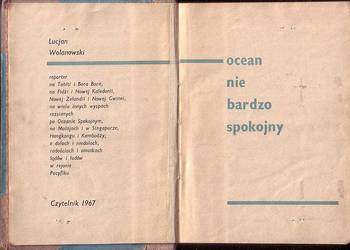 Lucjan
Wolanowski
reporter
na Tahiti i Bora Bora,
na Fidżi i Nowej Kaledonii,
Nowej Zelandii i Nowej Gwinei,
na wielu innych wyspach
rozsianych
po Oceanie Spokojnym,
na Malajach i w Singapurze,
Hongkongu i Kambodży;
o dolach i niedolach,
radościach i smutkach
lądów i ludów
w rejonie
Pacyfiku
Czytelnik 1967
ocean
nie
bardzo
spokojny